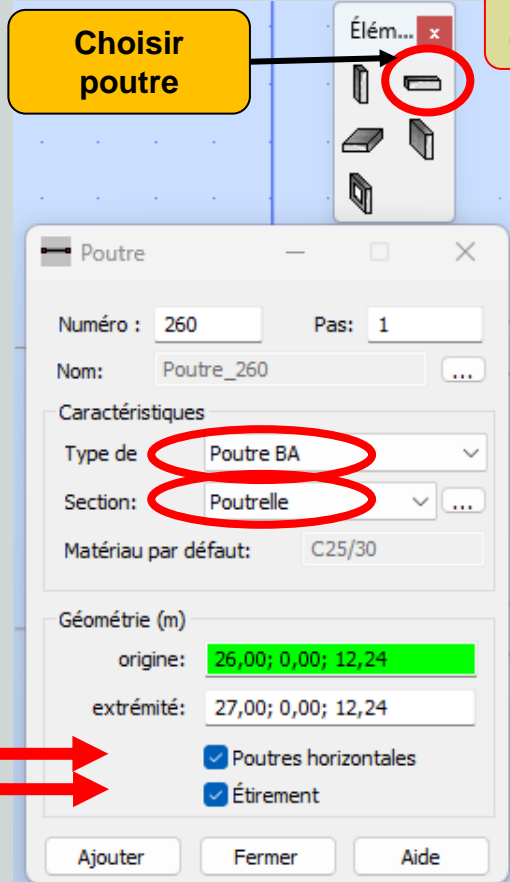 Choisir
poutre
Élém...
x
Poutre
Numéro : 260 Pas: 1
Nom: Poutre_260 ...
Caractéristiques
Type de Poutre BA
Section: Poutrelle ...
Matériau par défaut: C25/30
Géométrie (m)
origine: 26,00; 0,00; 12,24
extrémité: 27,00; 0,00; 12,24
Poutres horizontales
Étirement
Ajouter Fermer Aide